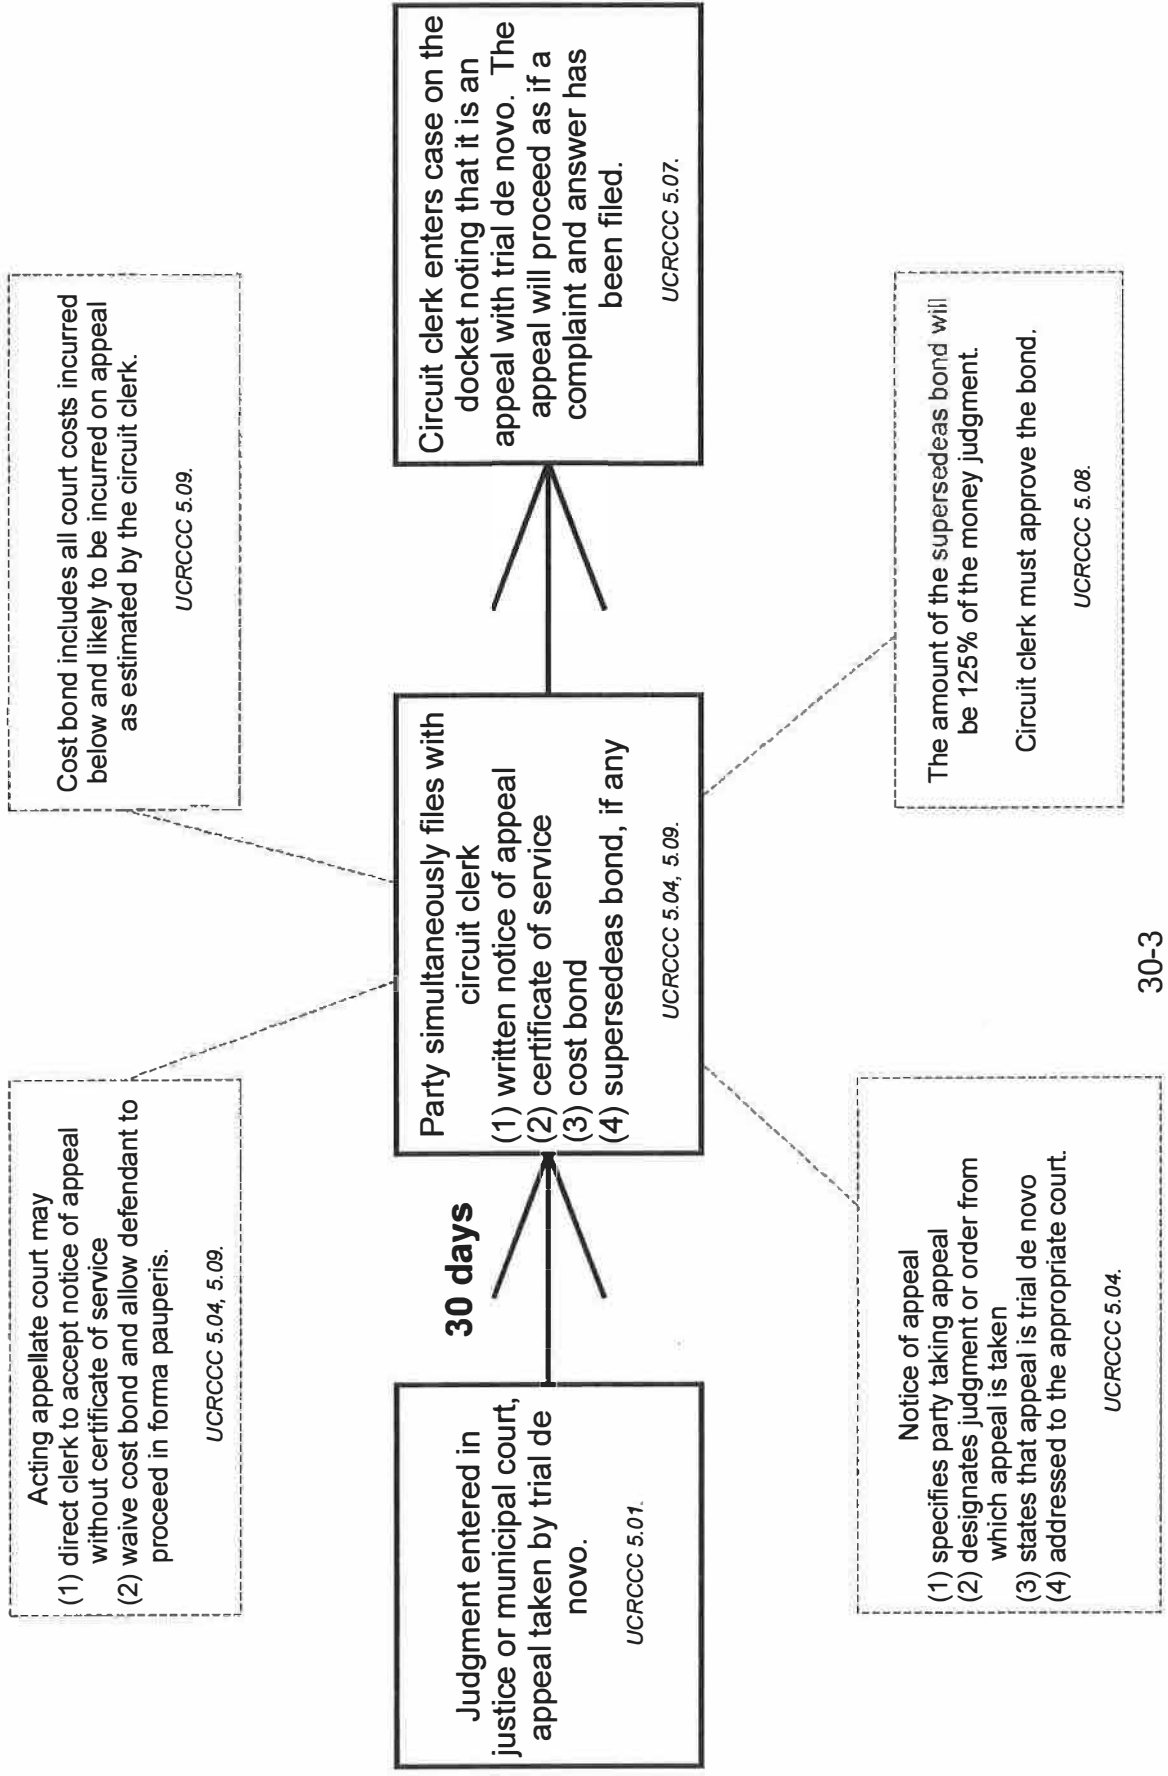 Acting appellate court may
(1) direct clerk to accept notice of appeal
without certificate of service
(2) waive cost bond and allow defendant to
proceed in forma pauperis.
UCRCCC 5.04, 5.09.
Cost bond includes all court costs incurred
below and likely to be incurred on appeal
as estimated by the circuit clerk.
UCRCCC 5.09.
Judgment entered in
justice or municipal court,
appeal taken by trial de
novo.
UCRCCC 5.01.
30 days
Party simultaneously files with
circuit clerk
(1) written notice of appeal
(2) certificate of service
(3) cost bond
(4) supersedeas bond, if any
UCRCCC 5.04, 5.09.
Circuit clerk enters case on the
docket noting that it is an
appeal with trial de novo. The
appeal will proceed as if a
complaint and answer has
been filed.
UCRCCC 5.07.
Notice of appeal
(1) specifies party taking appeal
(2) designates judgment or order from
which appeal is taken
(3) states that appeal is trial de novo
(4) addressed to the appropriate court.
UCRCCC 5.04.
The amount of the supersedeas bond will
be 125% of the money judgment.
Circuit clerk must approve the bond.
UCRCCC 5.08.
30-3